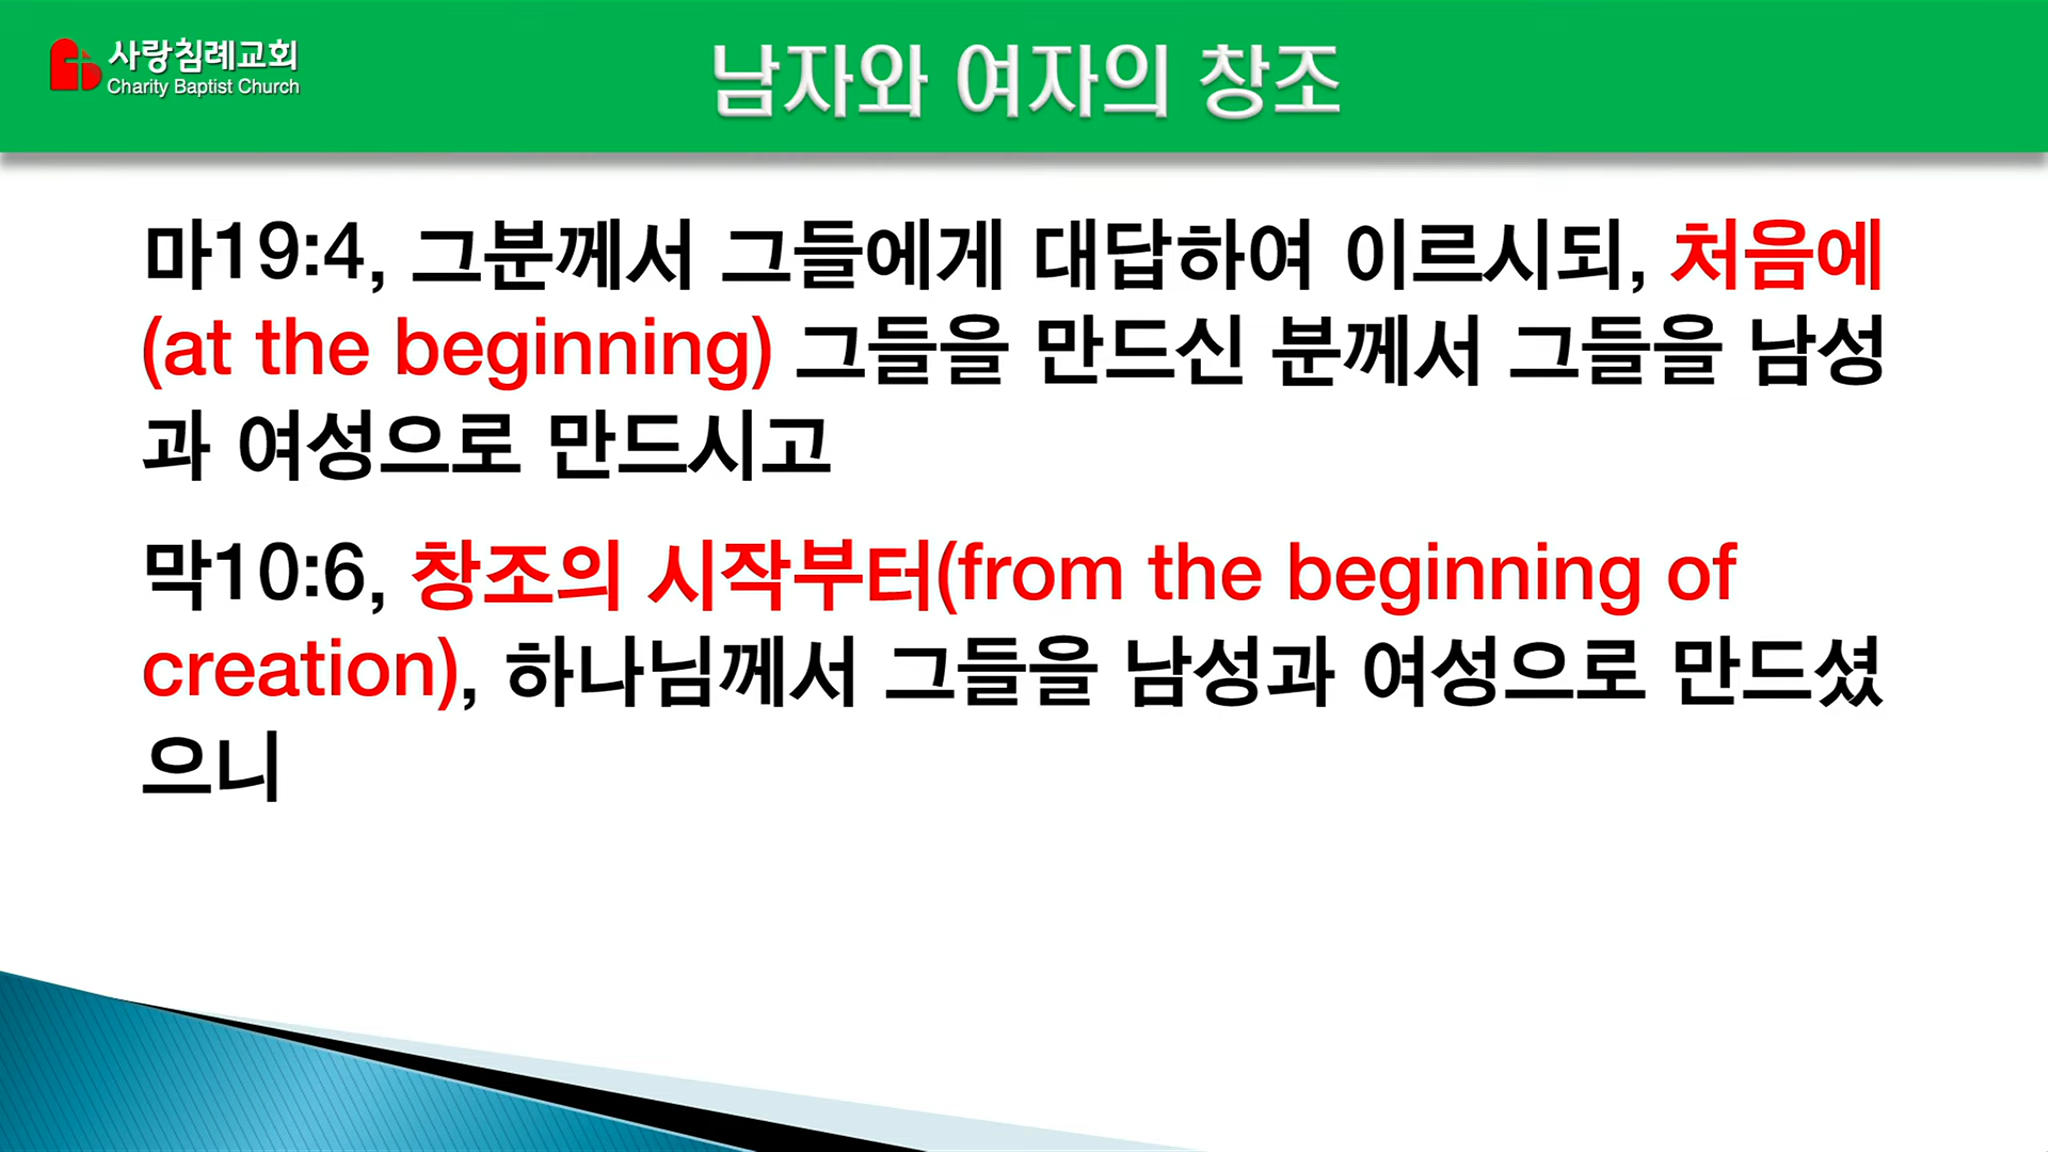 사랑침례교회
Charity Baptist Church
남자와 여자의 창조
마19:4, 그분께서 그들에게 대답하여 이르시되, 처음에
(at the beginning) 그들을 만드신 분께서 그들을 남성
과 여성으로 만드시고
막10:6, 창조의 시작부터(from the beginning of
creation), 하나님께서 그들을 남성과 여성으로 만드셨
으니